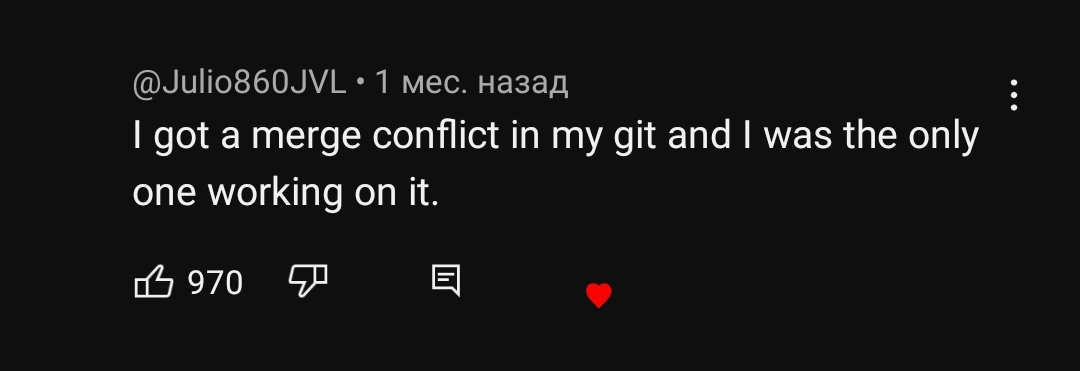 @Julio860JVL • 1 мес. назад
I got a merge conflict in my git and I was the only
one working on it.
970